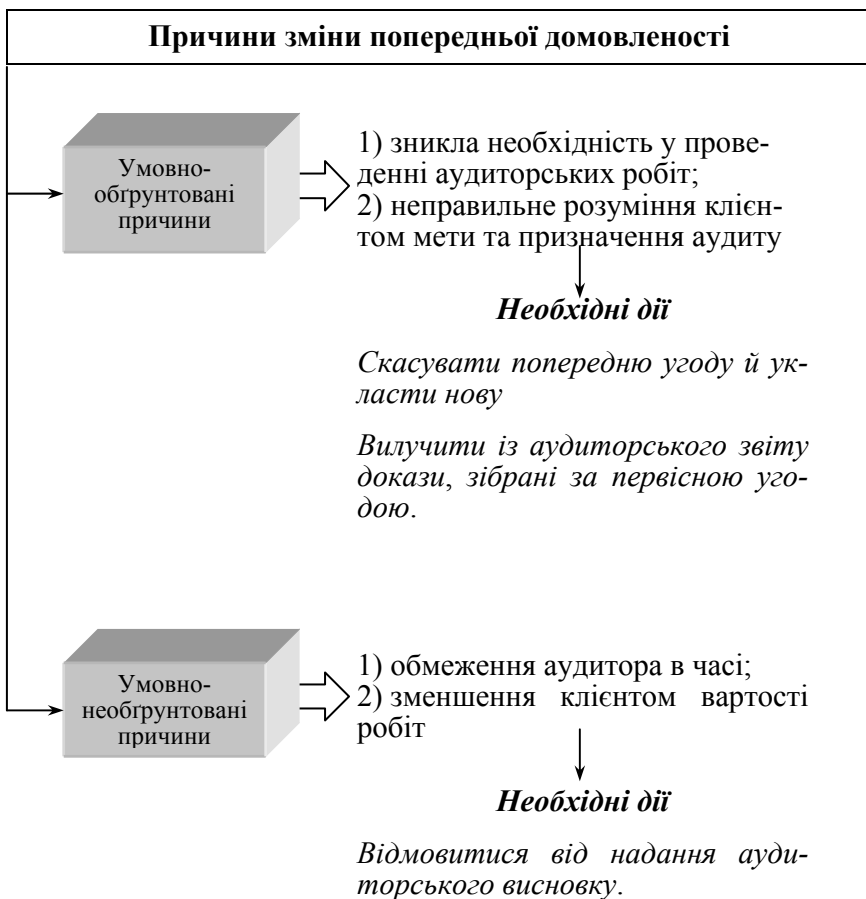 Причини зміни попередньої домовленості
Умовно-
обґрунтовані
причини
1) зникла необхідність у прове-
денні аудиторських робіт;
2) неправильне розуміння клієн-
том мети та призначення аудиту
Необхідні дії
Скасувати попередню угоду й ук-
ласти нову
Вилучити із аудиторського звіту
докази, зібрані за первісною уго-
дою.
Умовно-
необґрунтовані
причини
1) обмеження аудитора в часі;
2) зменшення клієнтом вартості
робіт
Необхідні дії
Відмовитися від надання ауди-
торського висновку.